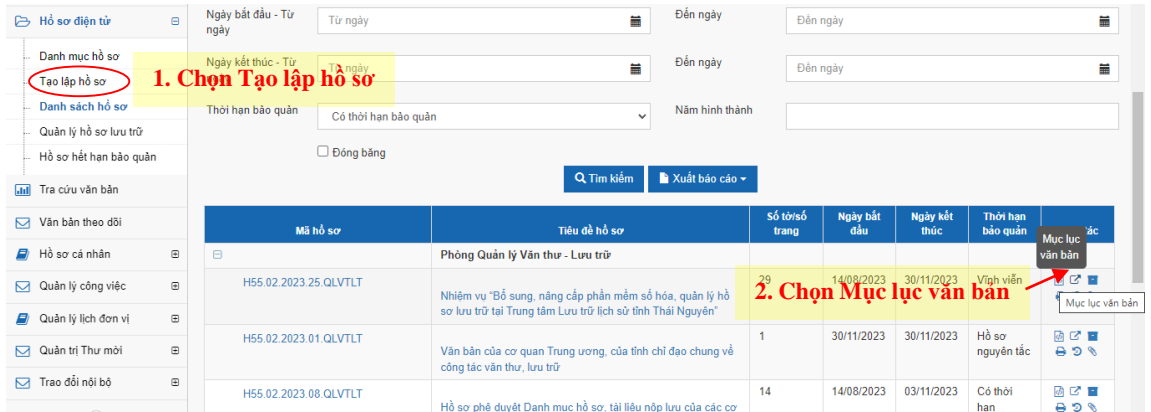 Hồ sơ điện tử
Danh mục hồ sơ
Tạo lập hồ sơ
Danh sách hồ sơ
Quản lý hồ sơ lưu trữ
Hồ sơ hết hạn bảo quản
Tra cứu văn bản
Văn bản theo dõi
Hồ sơ cá nhân
Quản lý công việc
Quản lý lịch đơn vị
Quản trị Thư mời
Trao đổi nội bộ
1. Chọn Tạo lập hồ sơ
Ngày bắt đầu - Từ
ngày
Từ ngày
Đến ngày
Đến ngày
Ngày kết thúc - Từ
ngày
Từ ngày
Đến ngày
Đến ngày
Thời hạn bảo quản
Có thời hạn bảo quản
Năm hình thành
Đóng băng
Tìm kiếm
Xuất báo cáo
Mã hồ sơ
Tiêu đề hồ sơ
Số tờ/số
trang
Ngày bắt
đầu
Ngày kết
thúc
Thời hạn
bảo quản
tác
Mục lục
văn bản
Phòng Quản lý Văn thư - Lưu trữ
H55.02.2023.25.QLVTLT
Nhiệm vụ "Bổ sung, nâng cấp phần mềm số hóa, quản lý hồ
sơ lưu trữ tại Trung tâm Lưu trữ lịch sử tỉnh Thái Nguyên"
29
14/08/2023
30/11/2023
Vĩnh viễn
2. Chọn Mục lục văn bản
Mục lục văn bản
H55.02.2023.01.QLVTLT
Văn bản của cơ quan Trung ương, của tỉnh chỉ đạo chung về
công tác văn thư, lưu trữ
1
30/11/2023
30/11/2023
Hồ sơ
nguyên tắc
H55.02.2023.08.QLVTLT
Hồ sơ phê duyệt Danh mục hồ sơ, tài liệu nộp lưu của các cơ
14
14/08/2023
03/11/2023
Có thời
hạn